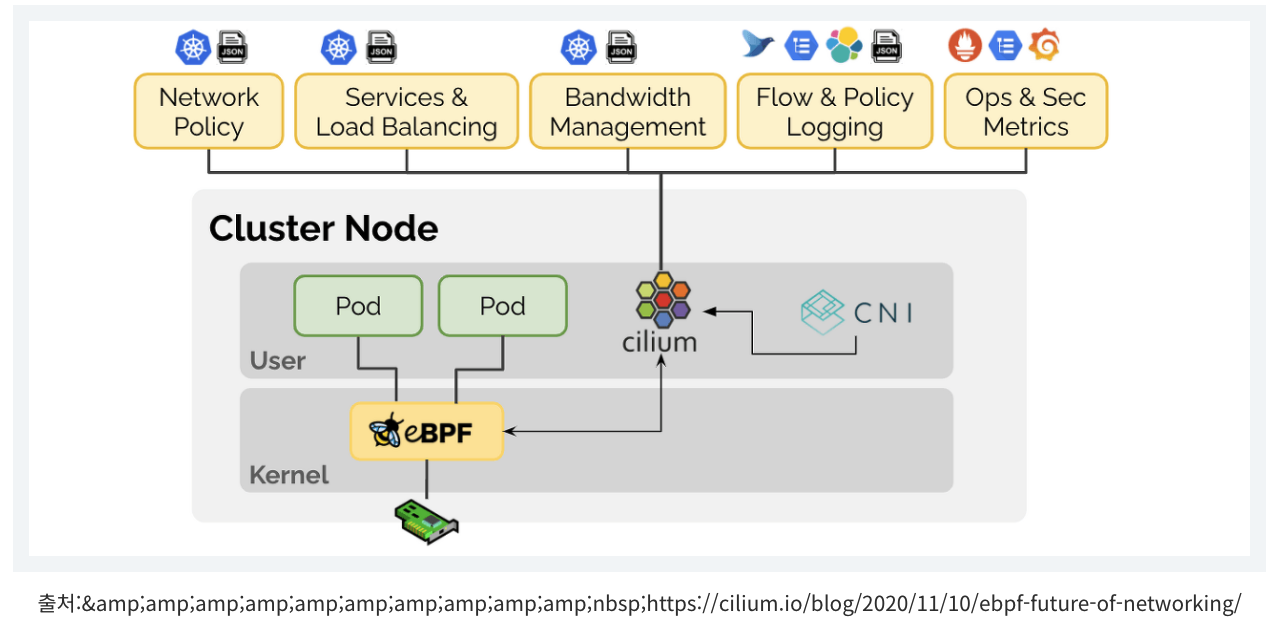 JSON
JSON
JSON
JSON
Network
Policy
Services &
Load Balancing
Bandwidth
Management
Flow & Policy
Logging
Ops & Sec
Metrics
Cluster Node
Pod
Pod
cilium
CNI
User
eBPF
Kernel
출처:&amp;amp;amp;amp;amp;amp;amp;amp;amp;amp;nbsp;https://cilium.io/blog/2020/11/10/ebpf-future-of-networking/